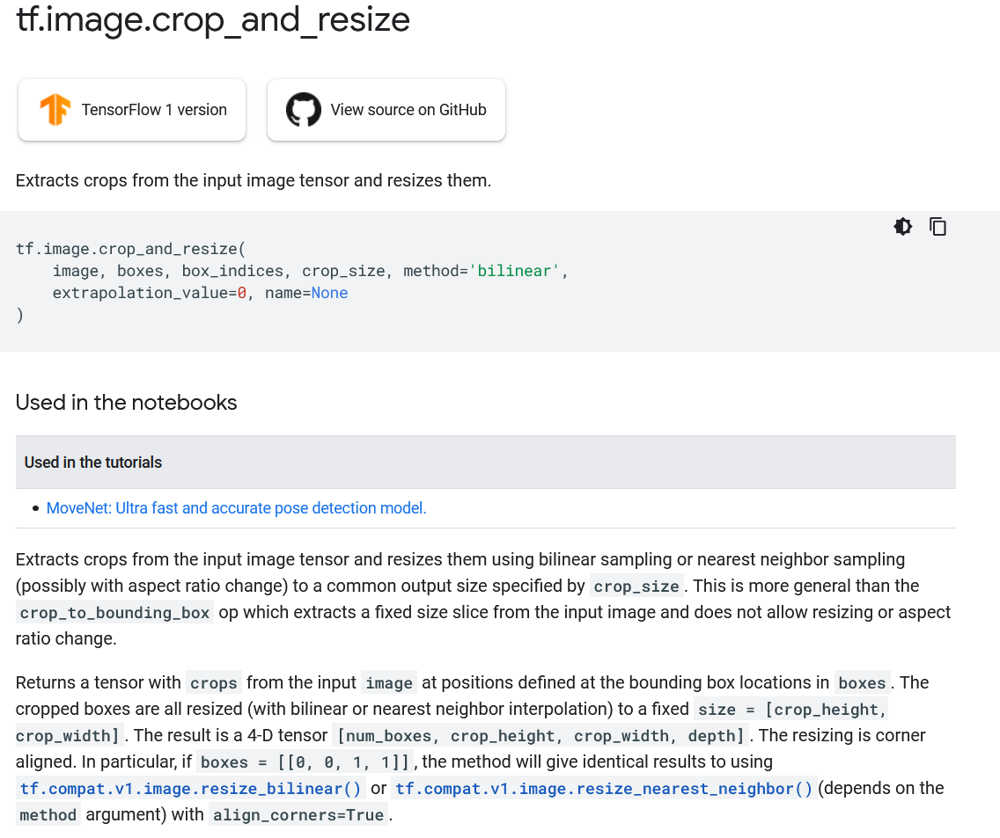 tf.image.crop_and_resize
TensorFlow 1 version
View source on GitHub
Extracts crops from the input image tensor and resizes them.
tf.image.crop_and_resize(
    image, boxes, box_indices, crop_size, method='bilinear',
    extrapolation_value=0, name=None
)
Used in the notebooks
Used in the tutorials
• MoveNet: Ultra fast and accurate pose detection model.
Extracts crops from the input image tensor and resizes them using bilinear sampling or nearest neighbor sampling
(possibly with aspect ratio change) to a common output size specified by crop_size. This is more general than the
crop_to_bounding_box op which extracts a fixed size slice from the input image and does not allow resizing or aspect
ratio change.
Returns a tensor with crops from the input image at positions defined at the bounding box locations in boxes. The
cropped boxes are all resized (with bilinear or nearest neighbor interpolation) to a fixed size = [crop_height,
crop_width]. The result is a 4-D tensor [num_boxes, crop_height, crop_width, depth]. The resizing is corner
aligned. In particular, if boxes = [[0, 0, 1, 1]], the method will give identical results to using
tf.compat.v1.image.resize_bilinear() or tf.compat.v1.image.resize_nearest_neighbor() (depends on the
method argument) with align_corners=True.